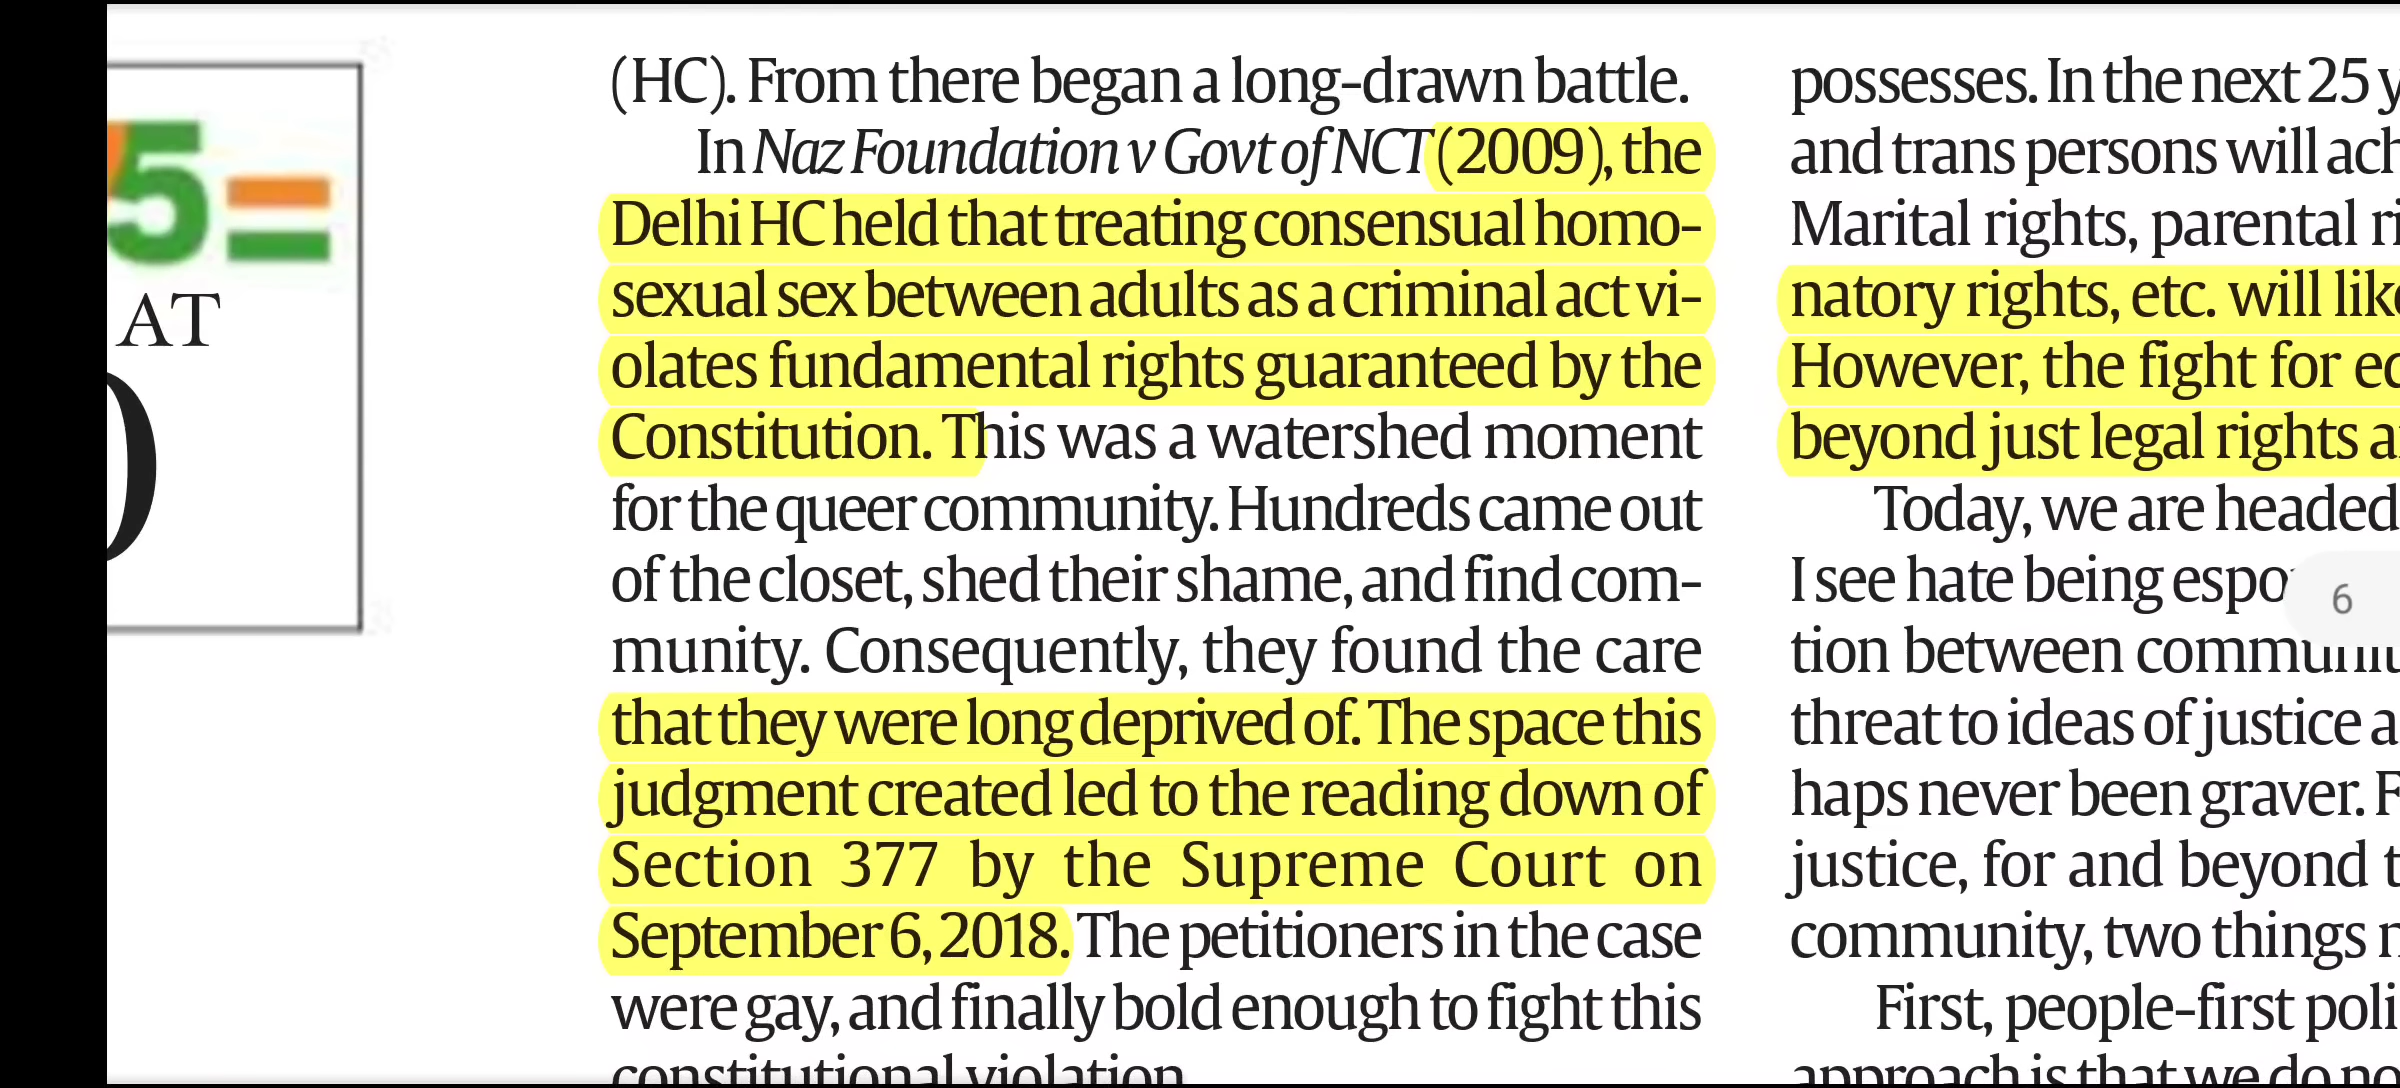 5=
AT
(HC). From there began a long-drawn battle.
In Naz Foundation v Govt of NCT (2009), the
Delhi HC held that treating consensual homo-
sexual sex between adults as a criminal act vi-
olates fundamental rights guaranteed by the
Constitution. This was a watershed moment
for the queer community. Hundreds came out
of the closet, shed their shame, and find com-
munity. Consequently, they found the care
that they were long deprived of. The space this
judgment created led to the reading down of
Section 377 by the Supreme Court on
September 6, 2018. The petitioners in the case
were gay, and finally bold enough to fight this
constitutional violation
possesses. In the next 25
and trans persons will
Marital rights, parental
natory rights, etc. will
However, the fight for
beyond just legal rights
Today, we are headed
I see hate being
tion between
threat to ideas of justice
haps never been graver.
justice, for and beyond
community, two things
First, people-first
approach is that we do
6